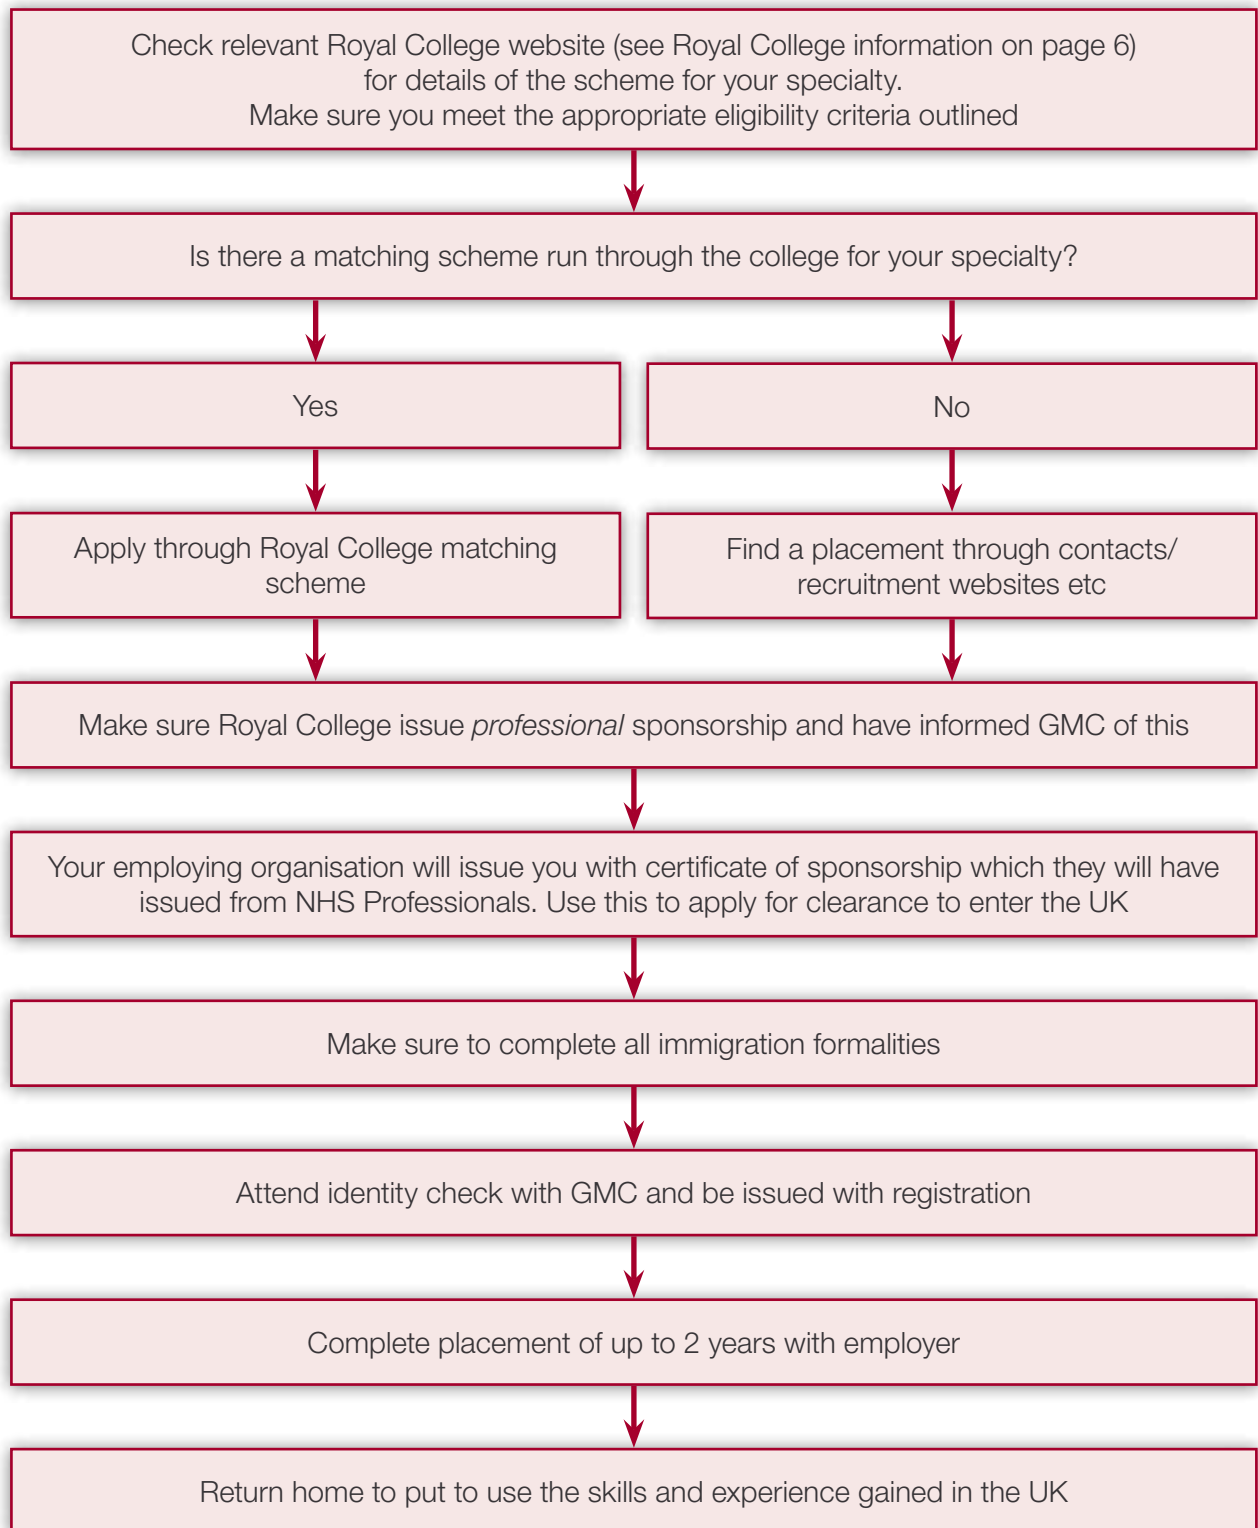 Check relevant Royal College website (see Royal College information on page 6)
for details of the scheme for your specialty.
Make sure you meet the appropriate eligibility criteria outlined
Is there a matching scheme run through the college for your specialty?
Yes
No
Apply through Royal College matching
scheme
Find a placement through contacts/
recruitment websites etc
Make sure Royal College issue professional sponsorship and have informed GMC of this
Your employing organisation will issue you with certificate of sponsorship which they will have
issued from NHS Professionals. Use this to apply for clearance to enter the UK
Make sure to complete all immigration formalities
Attend identity check with GMC and be issued with registration
Complete placement of up to 2 years with employer
Return home to put to use the skills and experience gained in the UK